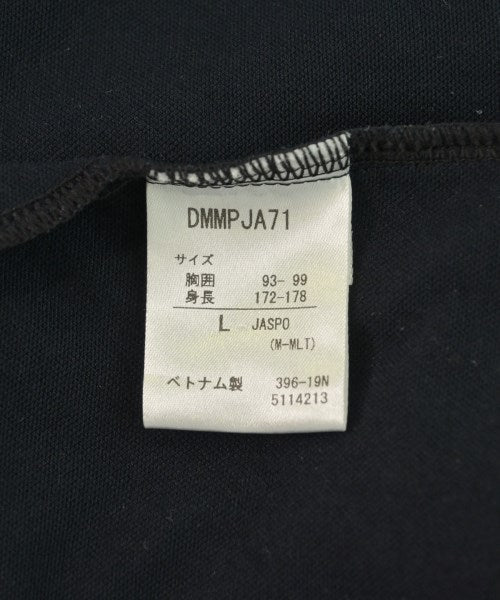 DMMPJA71
サイズ
胸囲 93- 99
身長 172-178
L JASPO
(M-MLT)
ベトナム製 396-19N
5114213